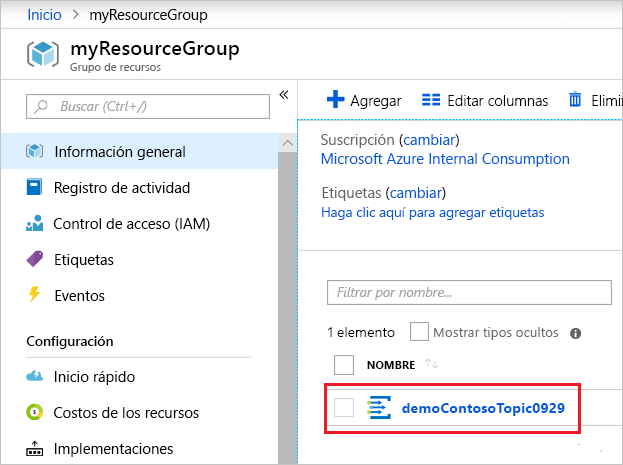 Inicio > myResourceGroup
myResourceGroup
Grupo de recursos
Buscar (Ctrl+/)
«
Información general
Registro de actividad
Control de acceso (IAM)
Etiquetas
Eventos
Configuración
Inicio rápido
Costos de los recursos
Implementaciones
Agregar
Editar columnas
Elimi
Suscripción (cambiar)
Microsoft Azure Internal Consumption
Etiquetas (cambiar)
Haga clic aquí para agregar etiquetas
Filtrar por nombre...
1 elemento
Mostrar tipos ocultos
NOMBRE
demoContosoTopic0929